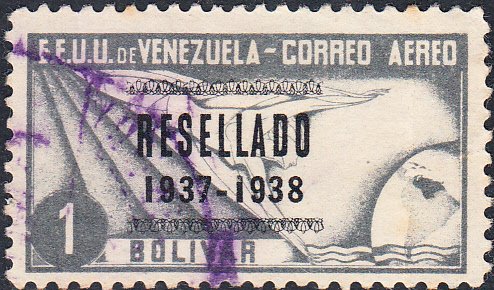 E.E.U.U. DE VENEZUELA - CORREO AEREO
RESELLADO
1937-1938
1
BOLIVAR